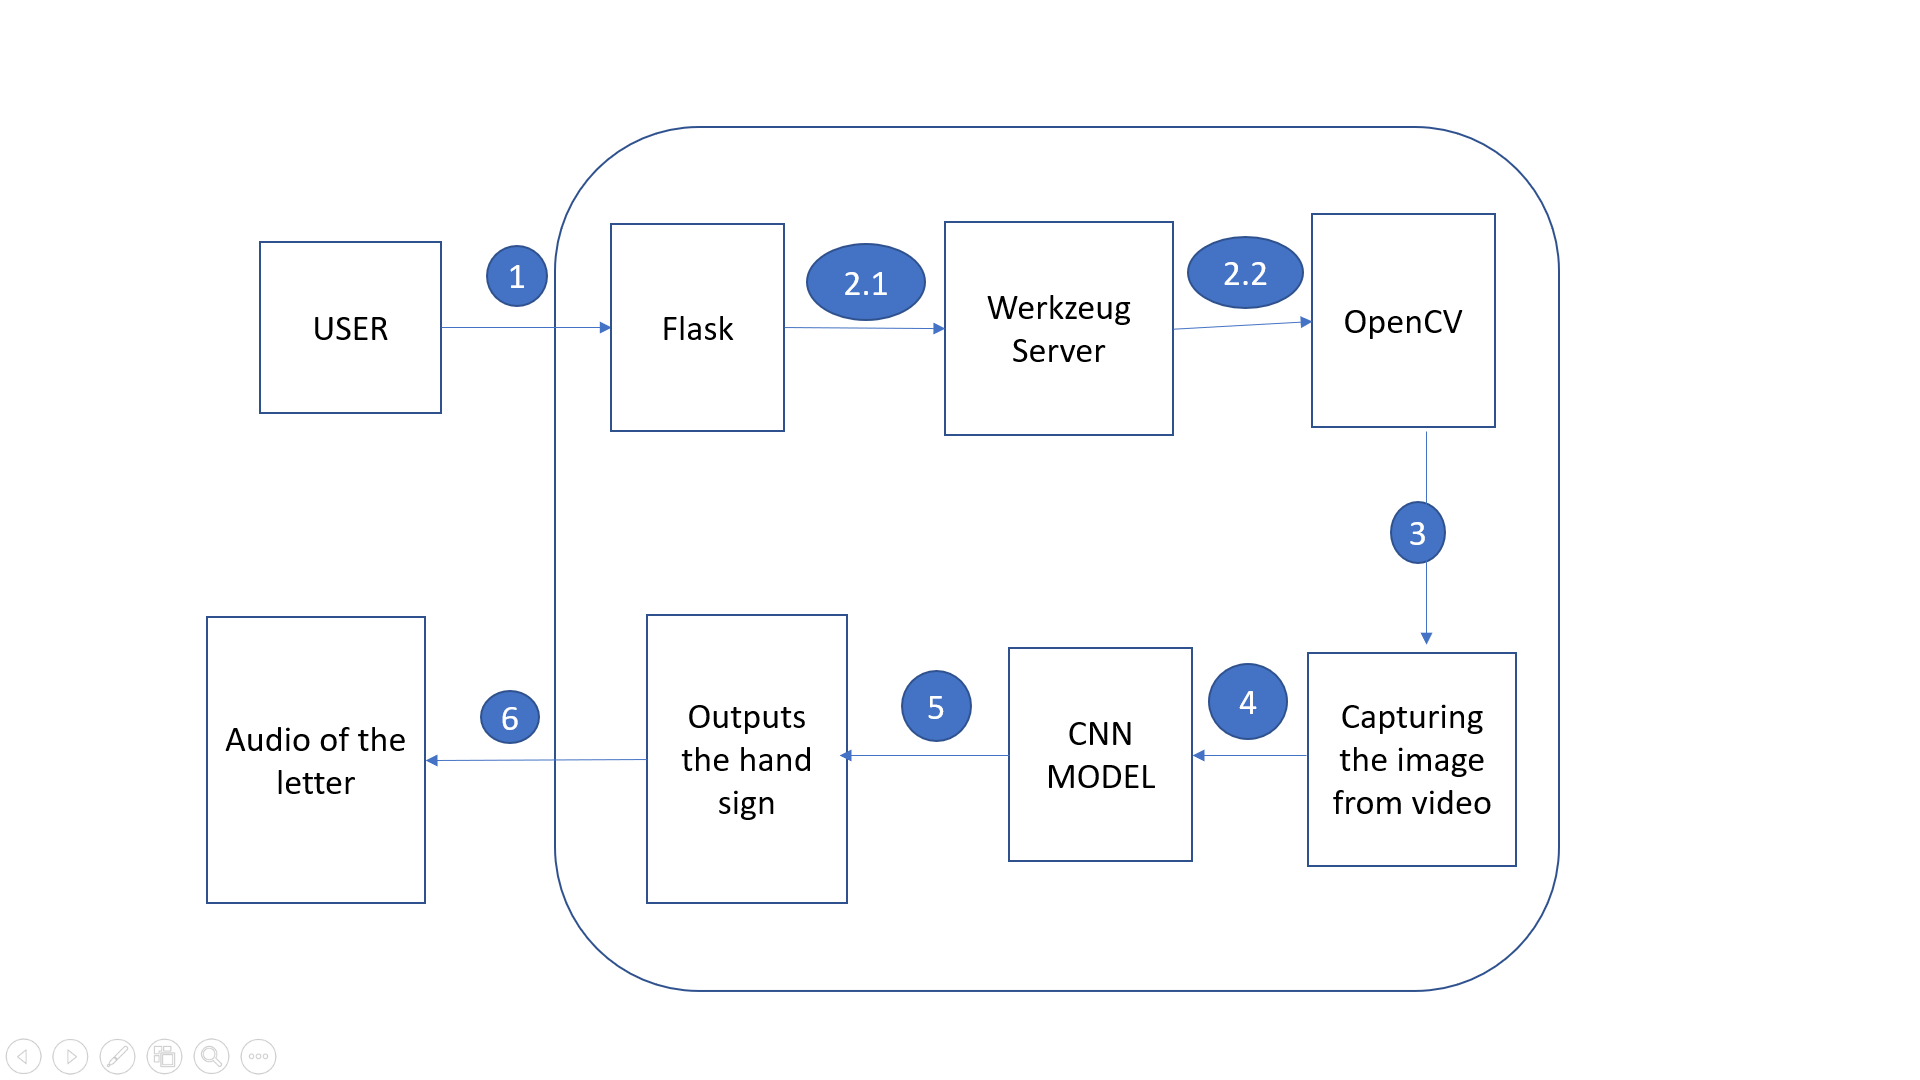 USER
1
Flask
2.1
Werkzeug
Server
2.2
OpenCV
3
Capturing
the image
from video
4
CNN
MODEL
5
Outputs
the hand
sign
6
Audio of the
letter